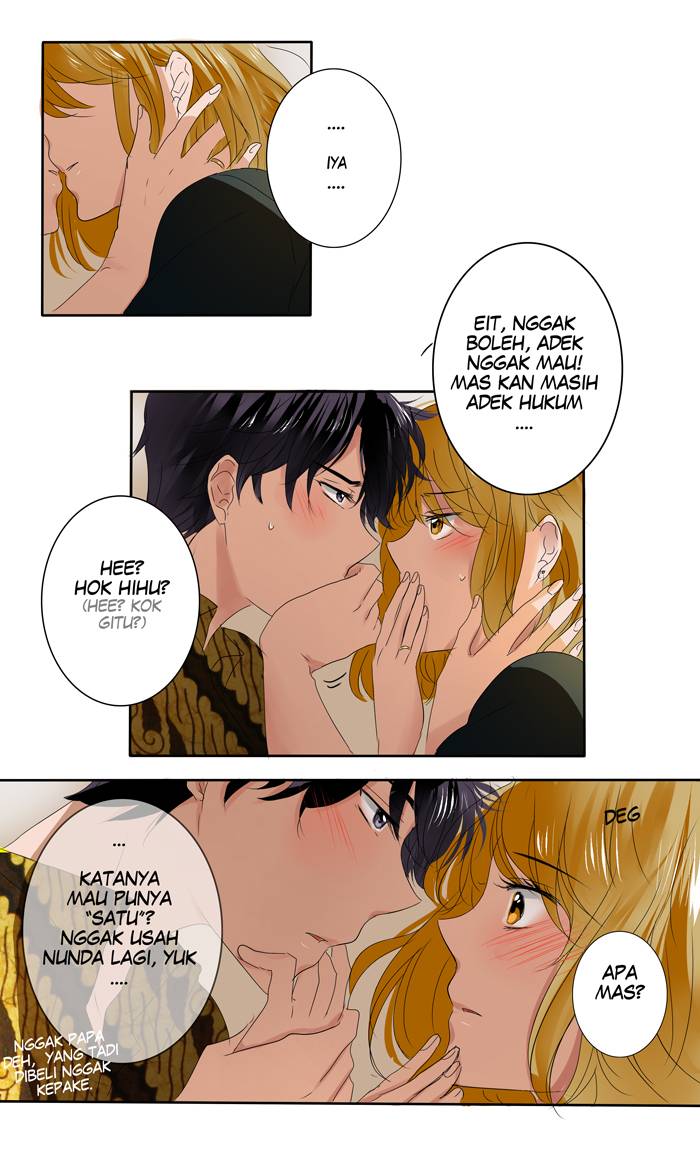 ....
IYA
....
EIT, NGGAK
BOLEH, ADEK
NGGAK MAU!
MAS KAN MASIH
ADEK HUKUM
....
HEE?
HOK HIHU?
(HEE? KOK
GITU?)
...
KATANYA
MAU PUNYA
"SATU"?
NGGAK USAH
NUNDA LAGI, YUK
....
NGGAK PAPA
DEH, YANG TADI
DIBELI NGGAK
KEPAKE.
DEG
APA
MAS?